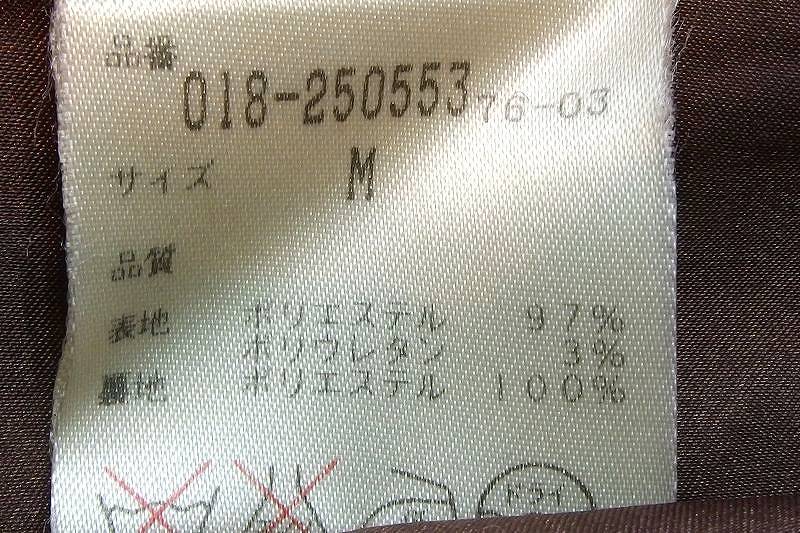 品番
018-250553 76-03
サイズ M
品質
表地 ポリエステル 97%
ポリウレタン 3%
裏地 ポリエステル 100%
ドライ